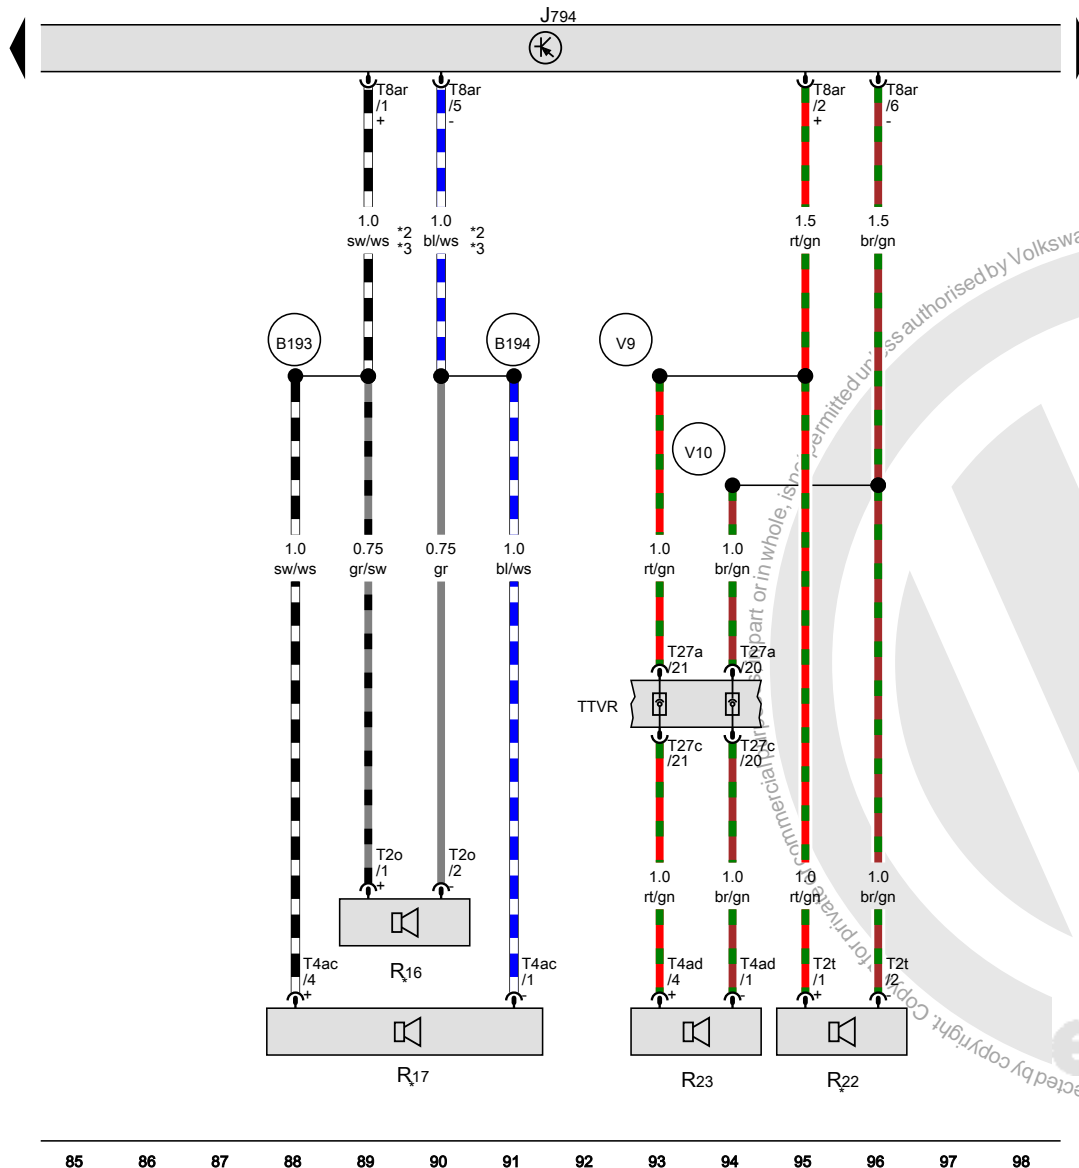 J794
T8ar
/1
+
T8ar
/5
-
T8ar
/2
+
T8ar
/6
-
1.0
sw/ws
*2
*3
1.0
bl/ws
*2
*3
1.5
rt/gn
1.5
br/gn
B193
B194
V9
V10
1.0
sw/ws
0.75
gr/sw
0.75
gr
1.0
bl/ws
1.0
rt/gn
1.0
br/gn
T27a
/21
T27a
/20
TTVR
T27c
/21
T27c
/20
T2o
/1
+
T2o
/2
-
1.0
rt/gn
1.0
br/gn
1.0
rt/gn
1.0
br/gn
R16
*
T4ac
/4
+
T4ac
/1
-
T4ad
/4
+
T4ad
/1
-
T2t
/1
+
T2t
/2
-
R17
*
R23
R22
*
85 86 87 88 89 90 91 92 93 94 95 96 97 98